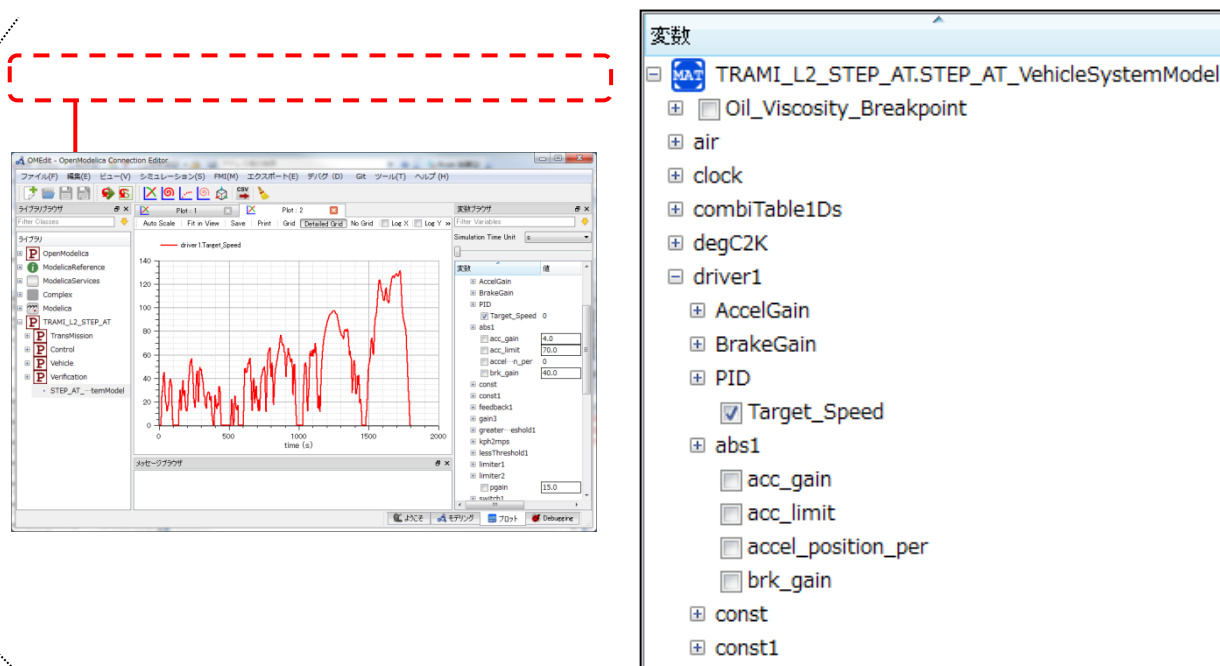 OMEdit - OpenModelica Connection Editor
ファイル(F) 編集(E) ビュー(V) シミュレーション(S) FMI(M) エクスポート(E) デバグ (D) Git ツール(T) ヘルプ (H)
ライブラリブラウザ
Filter Classes
ライブラリ
OpenModelica
ModelicaReference
ModelicaServices
Complex
Modelica
TRAMI_L2_STEP_AT
TransMission
Control
Vehicle
Verification
STEP_AT_…temModel
Plot : 1
Plot : 2
Auto Scale Fit in View Save Print Grid Detailed Grid No Grid Log X Log Y »
driver1.Target_Speed
140
120
100
80
60
40
20
0
0 500 1000 1500 2000
time (s)
メッセージブラウザ
変数ブラウザ
Filter Variables
Simulation Time Unit s
変数 値
AccelGain
BrakeGain
PID
Target_Speed 0
abs1
acc_gain 4.0
acc_limit 70.0
accel…n_per 0
brk_gain 40.0
const
const1
feedback1
gain3
greater…eshold1
kph2mps
lessThreshold1
limiter1
limiter2
pgain 15.0
switch1
ようこそ モデリング プロット Debugging
変数
MAT TRAMI_L2_STEP_AT.STEP_AT_VehicleSystemModel
Oil_Viscosity_Breakpoint
air
clock
combiTable1Ds
degC2K
driver1
AccelGain
BrakeGain
PID
Target_Speed
abs1
acc_gain
acc_limit
accel_position_per
brk_gain
const
const1